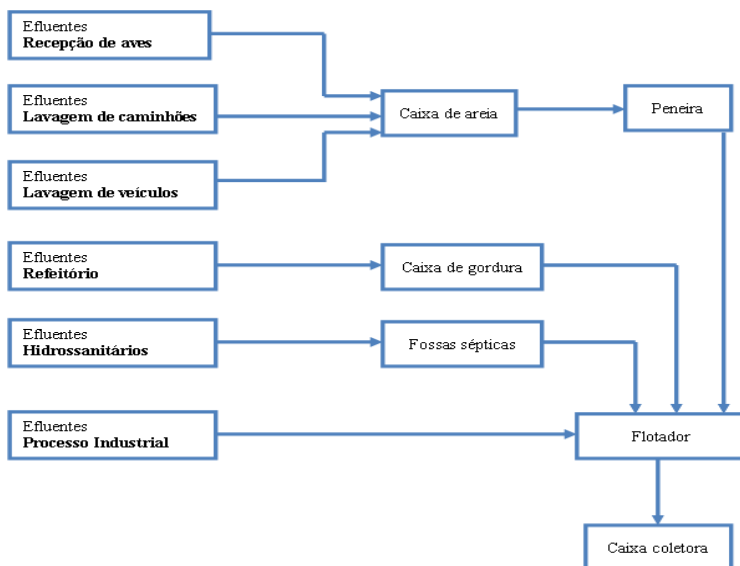 Efluentes
Recepção de aves
Efluentes
Lavagem de caminhões
Caixa de areia
Peneira
Efluentes
Lavagem de veículos
Efluentes
Refeitório
Caixa de gordura
Efluentes
Hidrossanitários
Fossas sépticas
Efluentes
Processo Industrial
Flotador
Caixa coletora